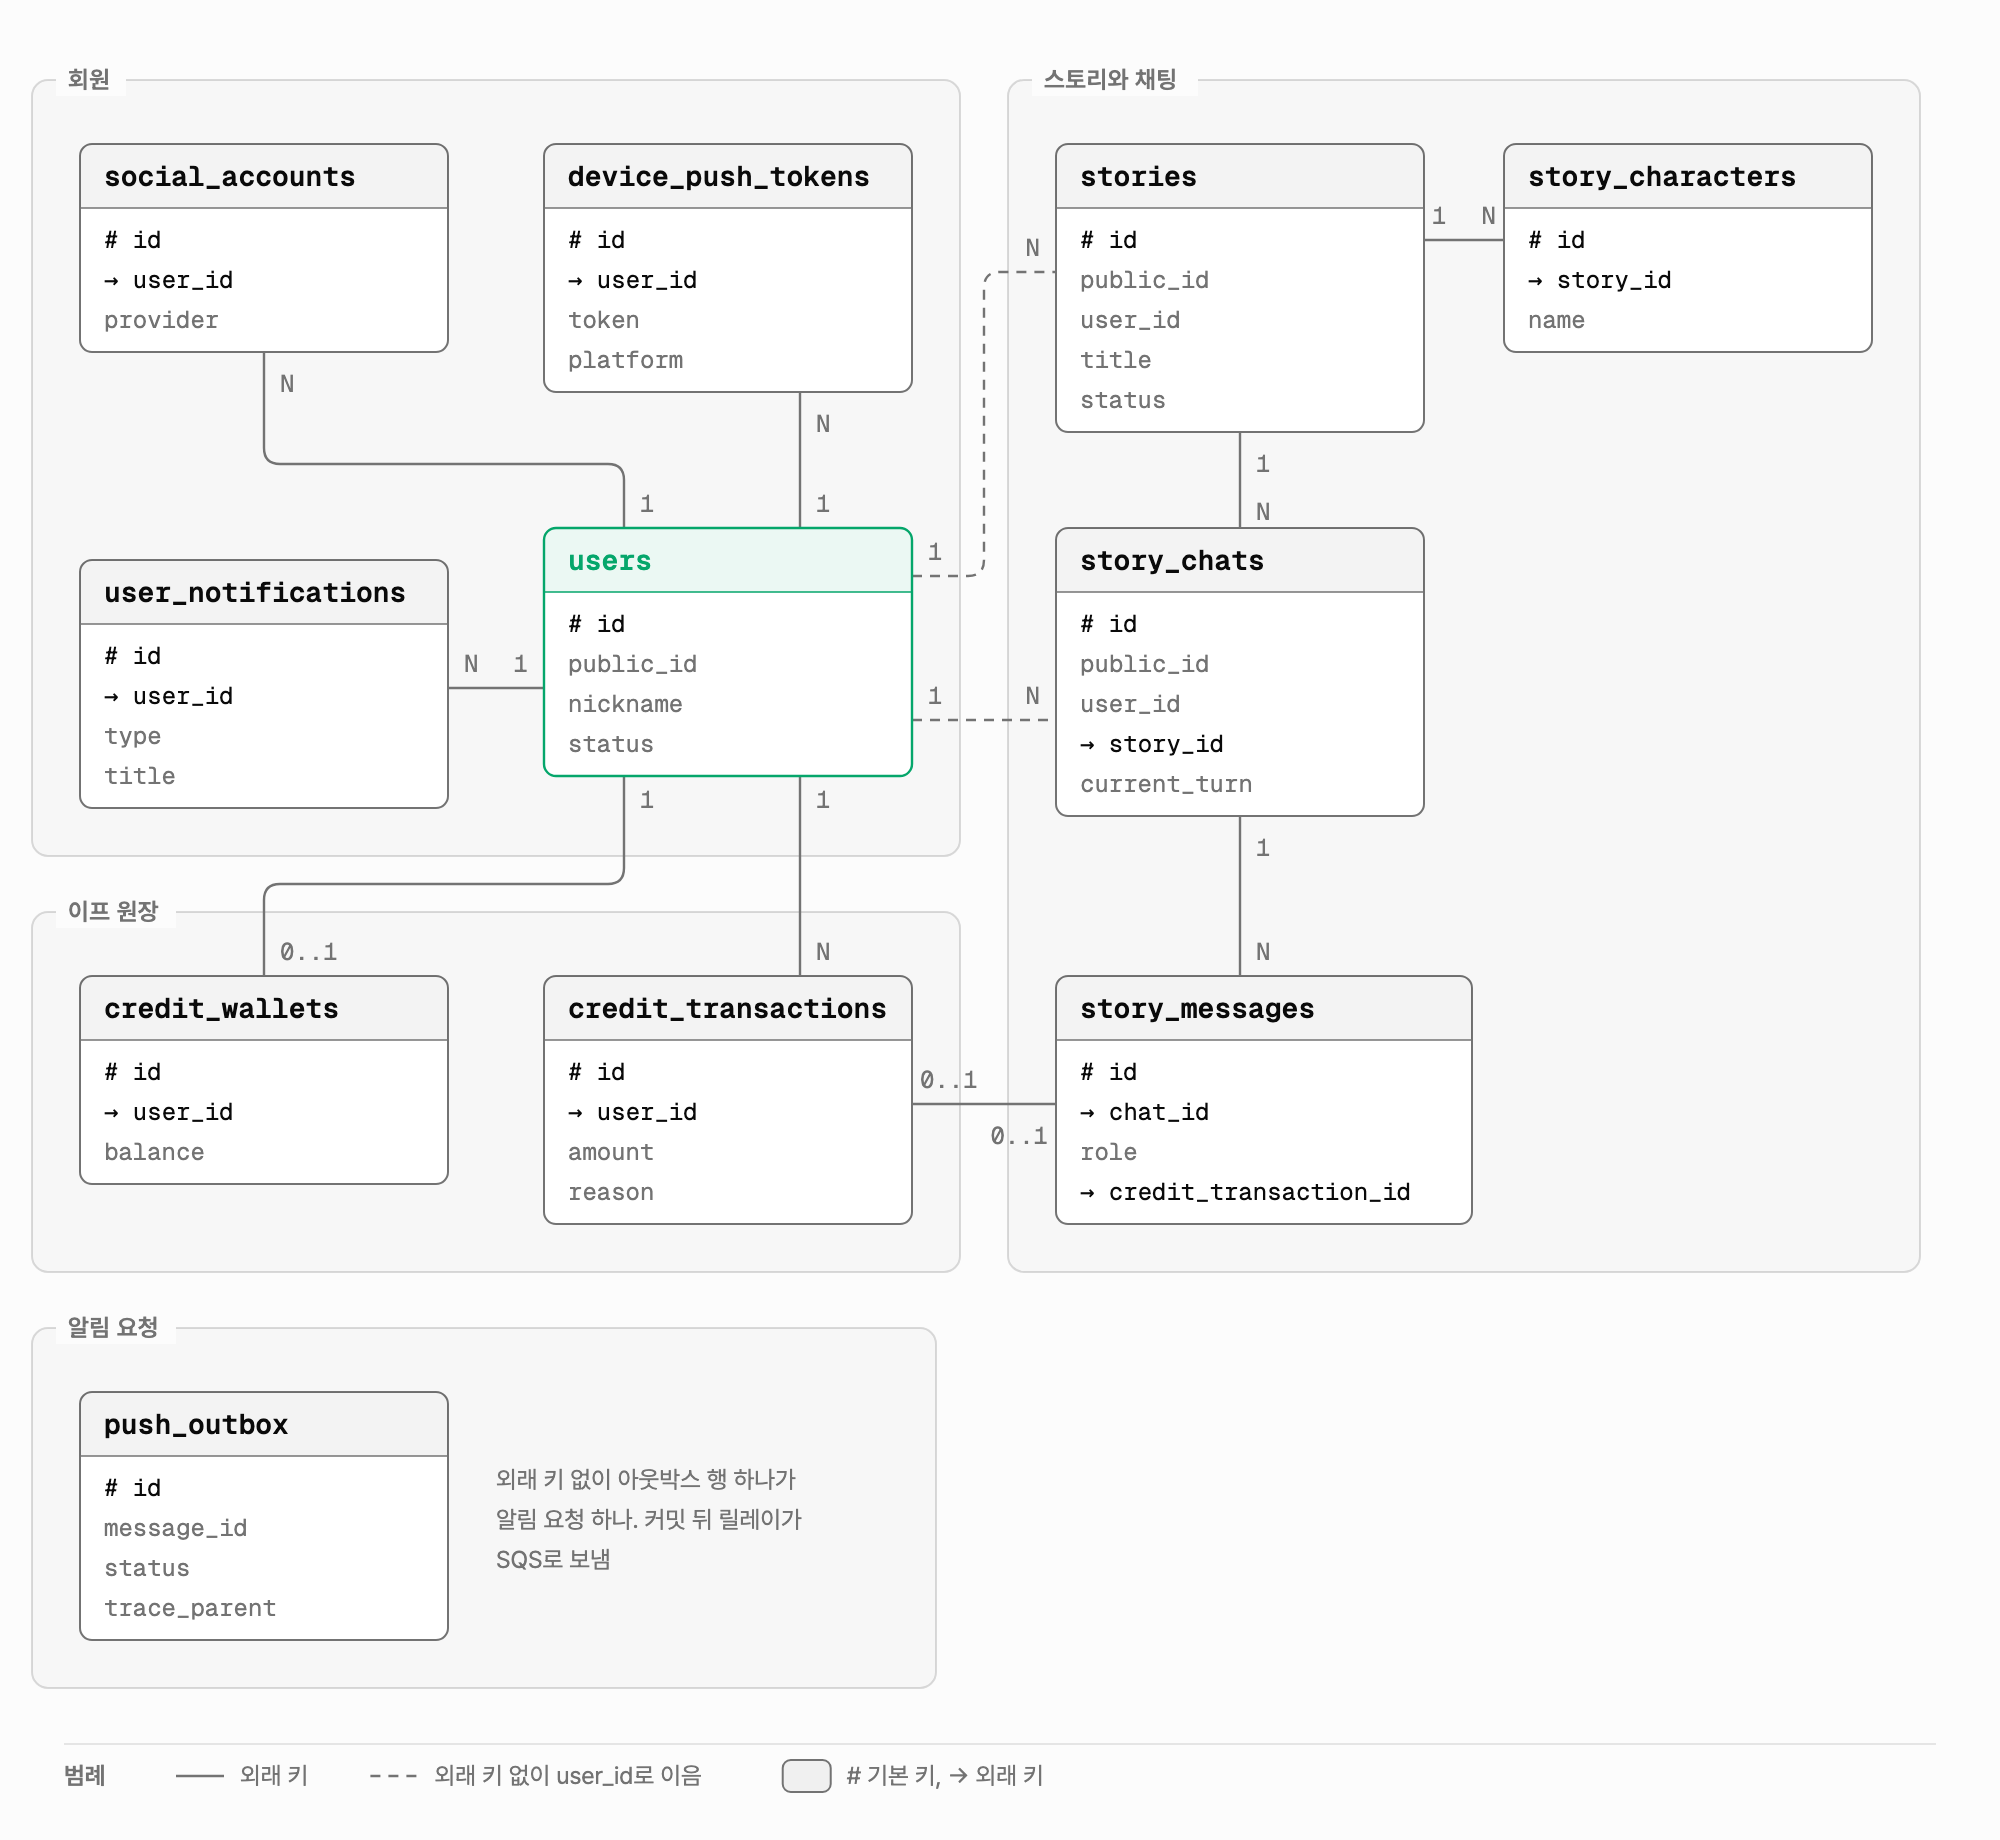 회원
social_accounts
# id
→ user_id
provider
N
1
device_push_tokens
# id
→ user_id
token
platform
N
1
user_notifications
# id
→ user_id
type
title
N 1
users
# id
public_id
nickname
status
1
N
1 N
1
1
스토리와 채팅
stories
# id
public_id
user_id
title
status
1 N
story_characters
# id
→ story_id
name
1
N
story_chats
# id
public_id
user_id
→ story_id
current_turn
1
N
story_messages
# id
→ chat_id
role
→ credit_transaction_id
이프 원장
0..1
credit_wallets
# id
→ user_id
balance
N
credit_transactions
# id
→ user_id
amount
reason
0..1
0..1
알림 요청
push_outbox
# id
message_id
status
trace_parent
외래 키 없이 아웃박스 행 하나가
알림 요청 하나. 커밋 뒤 릴레이가
SQS로 보냄
범례 외래 키 외래 키 없이 user_id로 이음 # 기본 키, → 외래 키